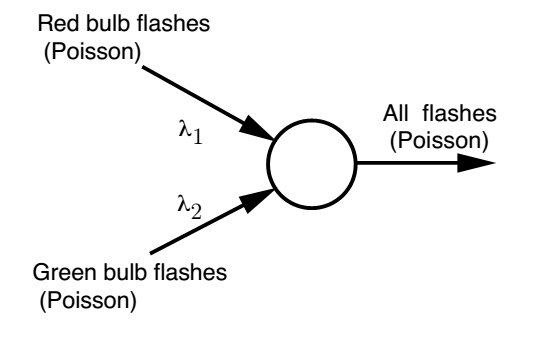 Red bulb flashes
(Poisson)
λ1
All flashes
(Poisson)
λ2
Green bulb flashes
(Poisson)